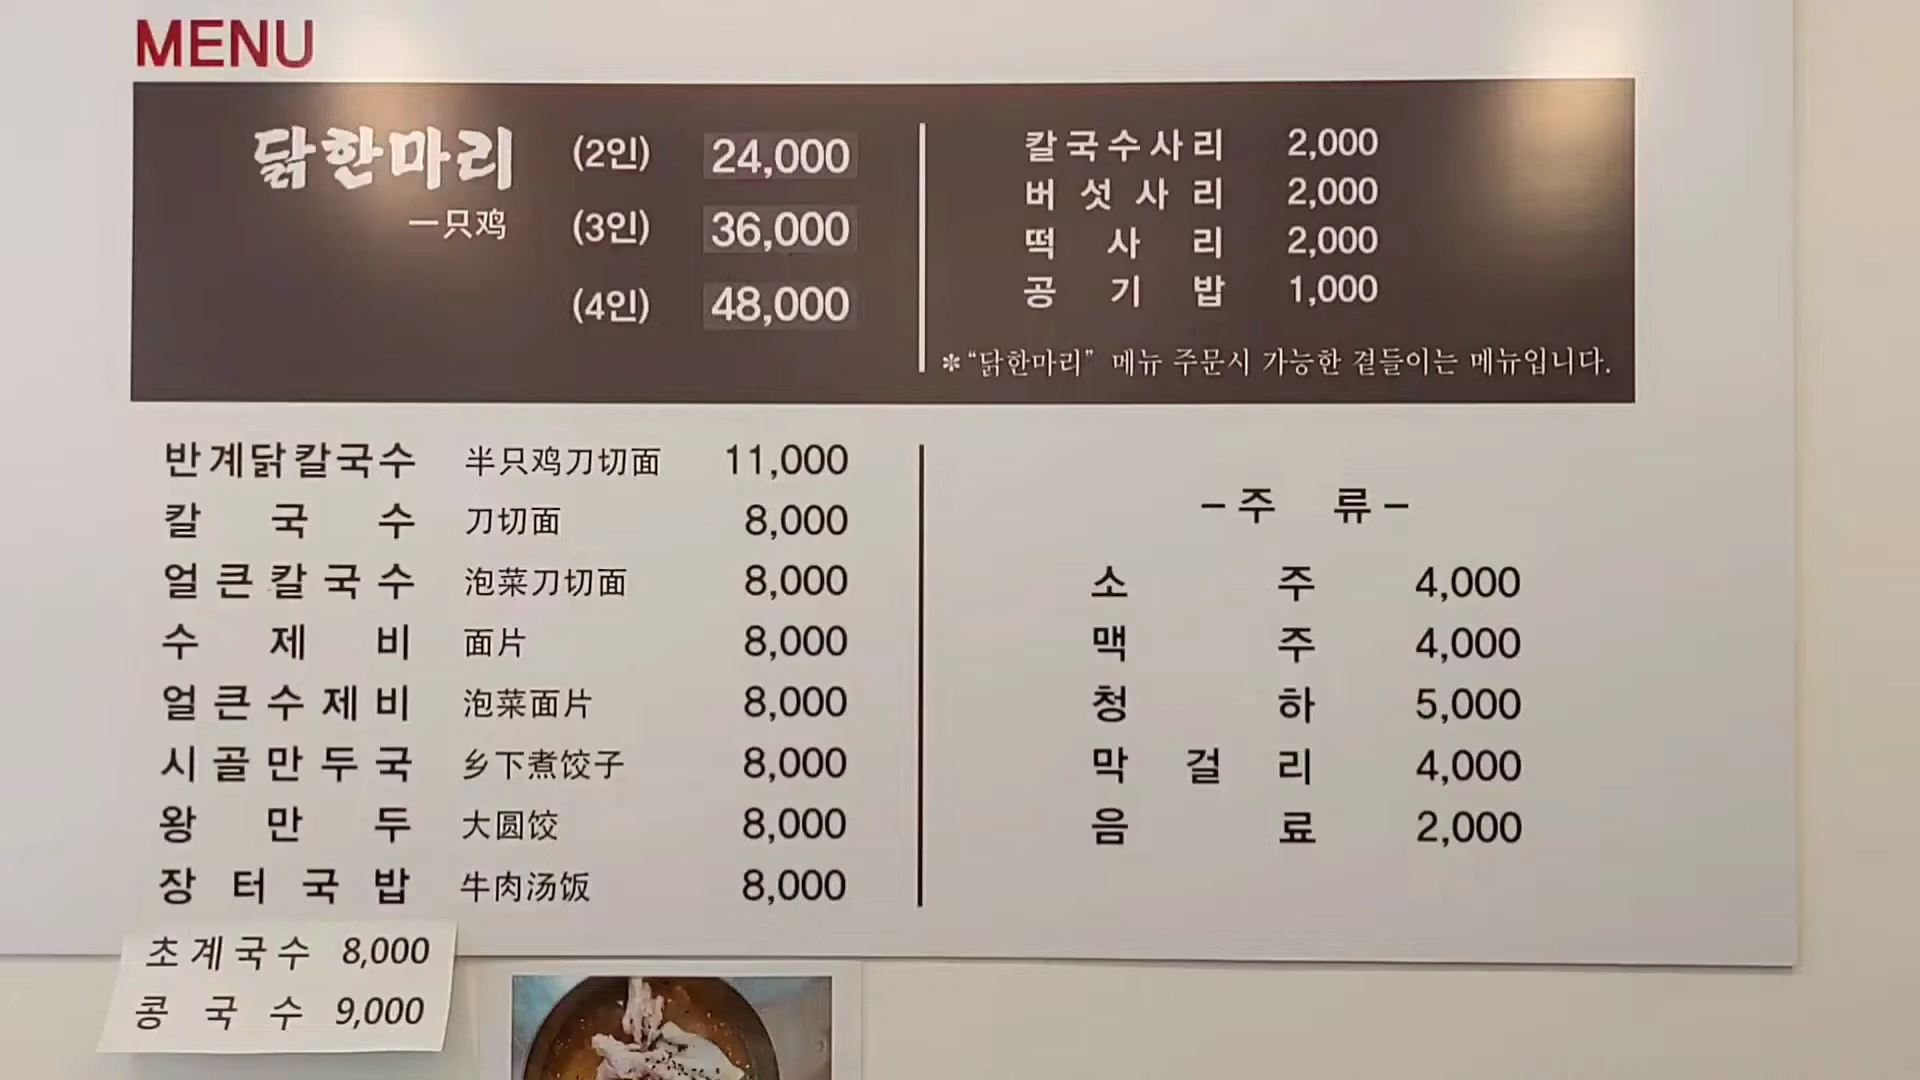 MENU
닭한마리 (2인) 24,000
一只鸡 (3인) 36,000
(4인) 48,000
칼국수사리 2,000
버섯사리 2,000
떡사리 2,000
공기밥 1,000
※“닭한마리” 메뉴 주문시 가능한 곁들이는 메뉴입니다.
반계닭칼국수 半只鸡刀切面 11,000
칼국수 刀切面 8,000
얼큰칼국수 泡菜刀切面 8,000
수제비 面片 8,000
얼큰수제비 泡菜面片 8,000
시골만두국 乡下煮饺子 8,000
왕만두 大圆饺 8,000
장터국밥 牛肉汤饭 8,000
초계국수 8,000
콩국수 9,000
–주류–
소주 4,000
맥주 4,000
청하 5,000
막걸리 4,000
음료 2,000